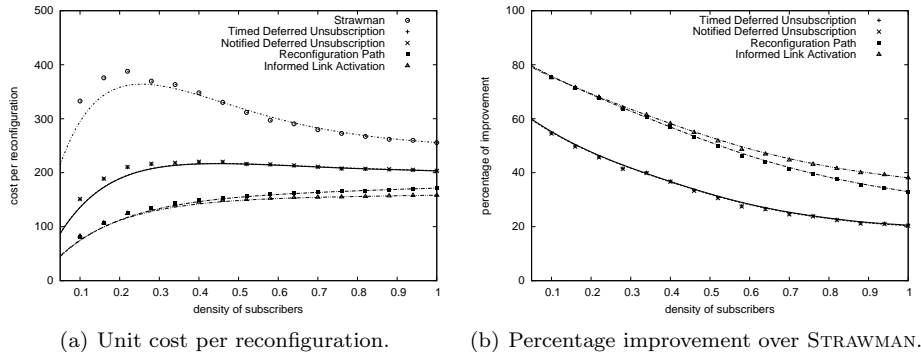 Strawman
Timed Deferred Unsubscription
Notified Deferred Unsubscription
Reconfiguration Path
Informed Link Activation
500
400
300
200
100
0
cost per reconfiguration
0.1 0.2 0.3 0.4 0.5 0.6 0.7 0.8 0.9 1
density of subscribers
(a) Unit cost per reconfiguration.
Timed Deferred Unsubscription
Notified Deferred Unsubscription
Reconfiguration Path
Informed Link Activation
100
80
60
40
20
0
percentage of improvement
0.1 0.2 0.3 0.4 0.5 0.6 0.7 0.8 0.9 1
density of subscribers
(b) Percentage improvement over STRAWMAN.